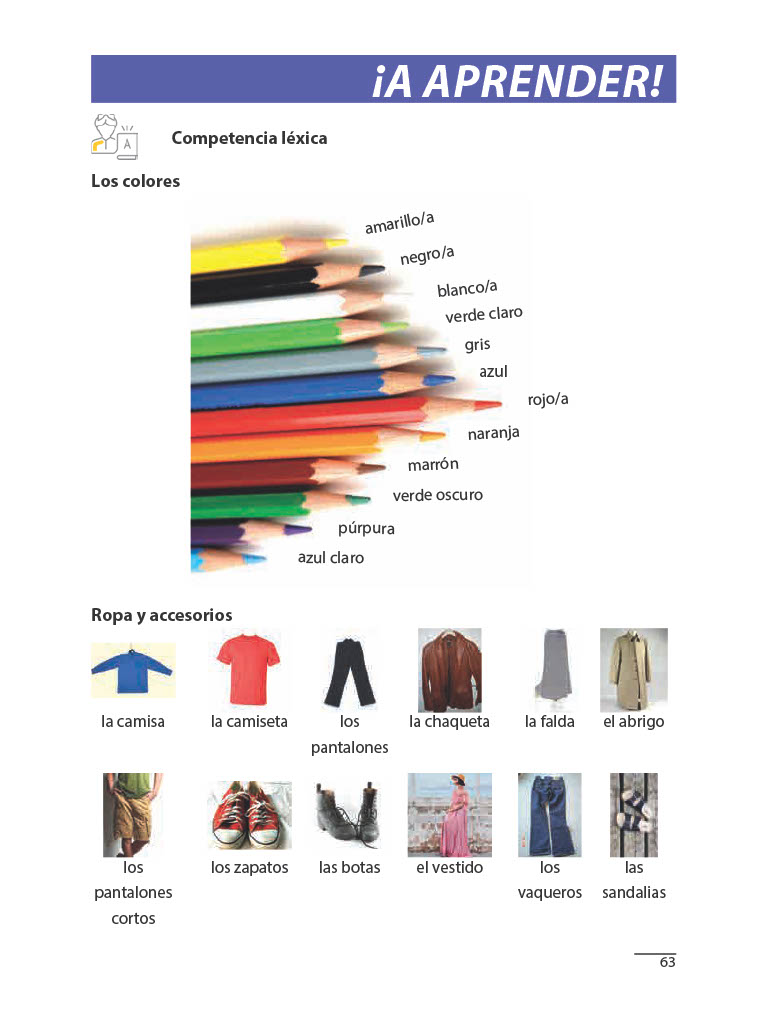 ¡A APRENDER!
A
Competencia léxica
Los colores
amarillo/a
negro/a
blanco/a
verde claro
gris
azul
rojo/a
naranja
marrón
verde oscuro
púrpura
azul claro
Ropa y accesorios
la camisa
la camiseta
los
pantalones
la chaqueta
la falda
el abrigo
los
pantalones
cortos
los zapatos
las botas
el vestido
los
vaqueros
las
sandalias
63